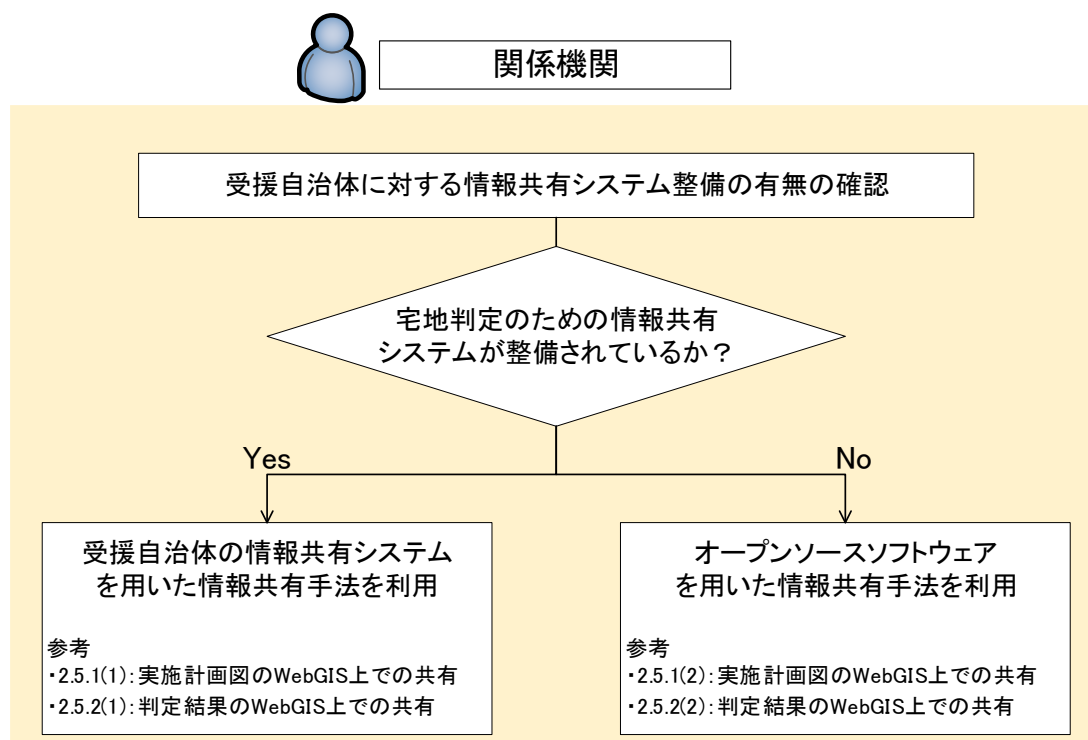 関係機関
受援自治体に対する情報共有システム整備の有無の確認
宅地判定のための情報共有
システムが整備されているか？
Yes
No
受援自治体の情報共有システム
を用いた情報共有手法を利用
参考
・2.5.1(1)：実施計画図のWebGIS上での共有
・2.5.2(1)：判定結果のWebGIS上での共有
オープンソースソフトウェア
を用いた情報共有手法を利用
参考
・2.5.1(2)：実施計画図のWebGIS上での共有
・2.5.2(2)：判定結果のWebGIS上での共有